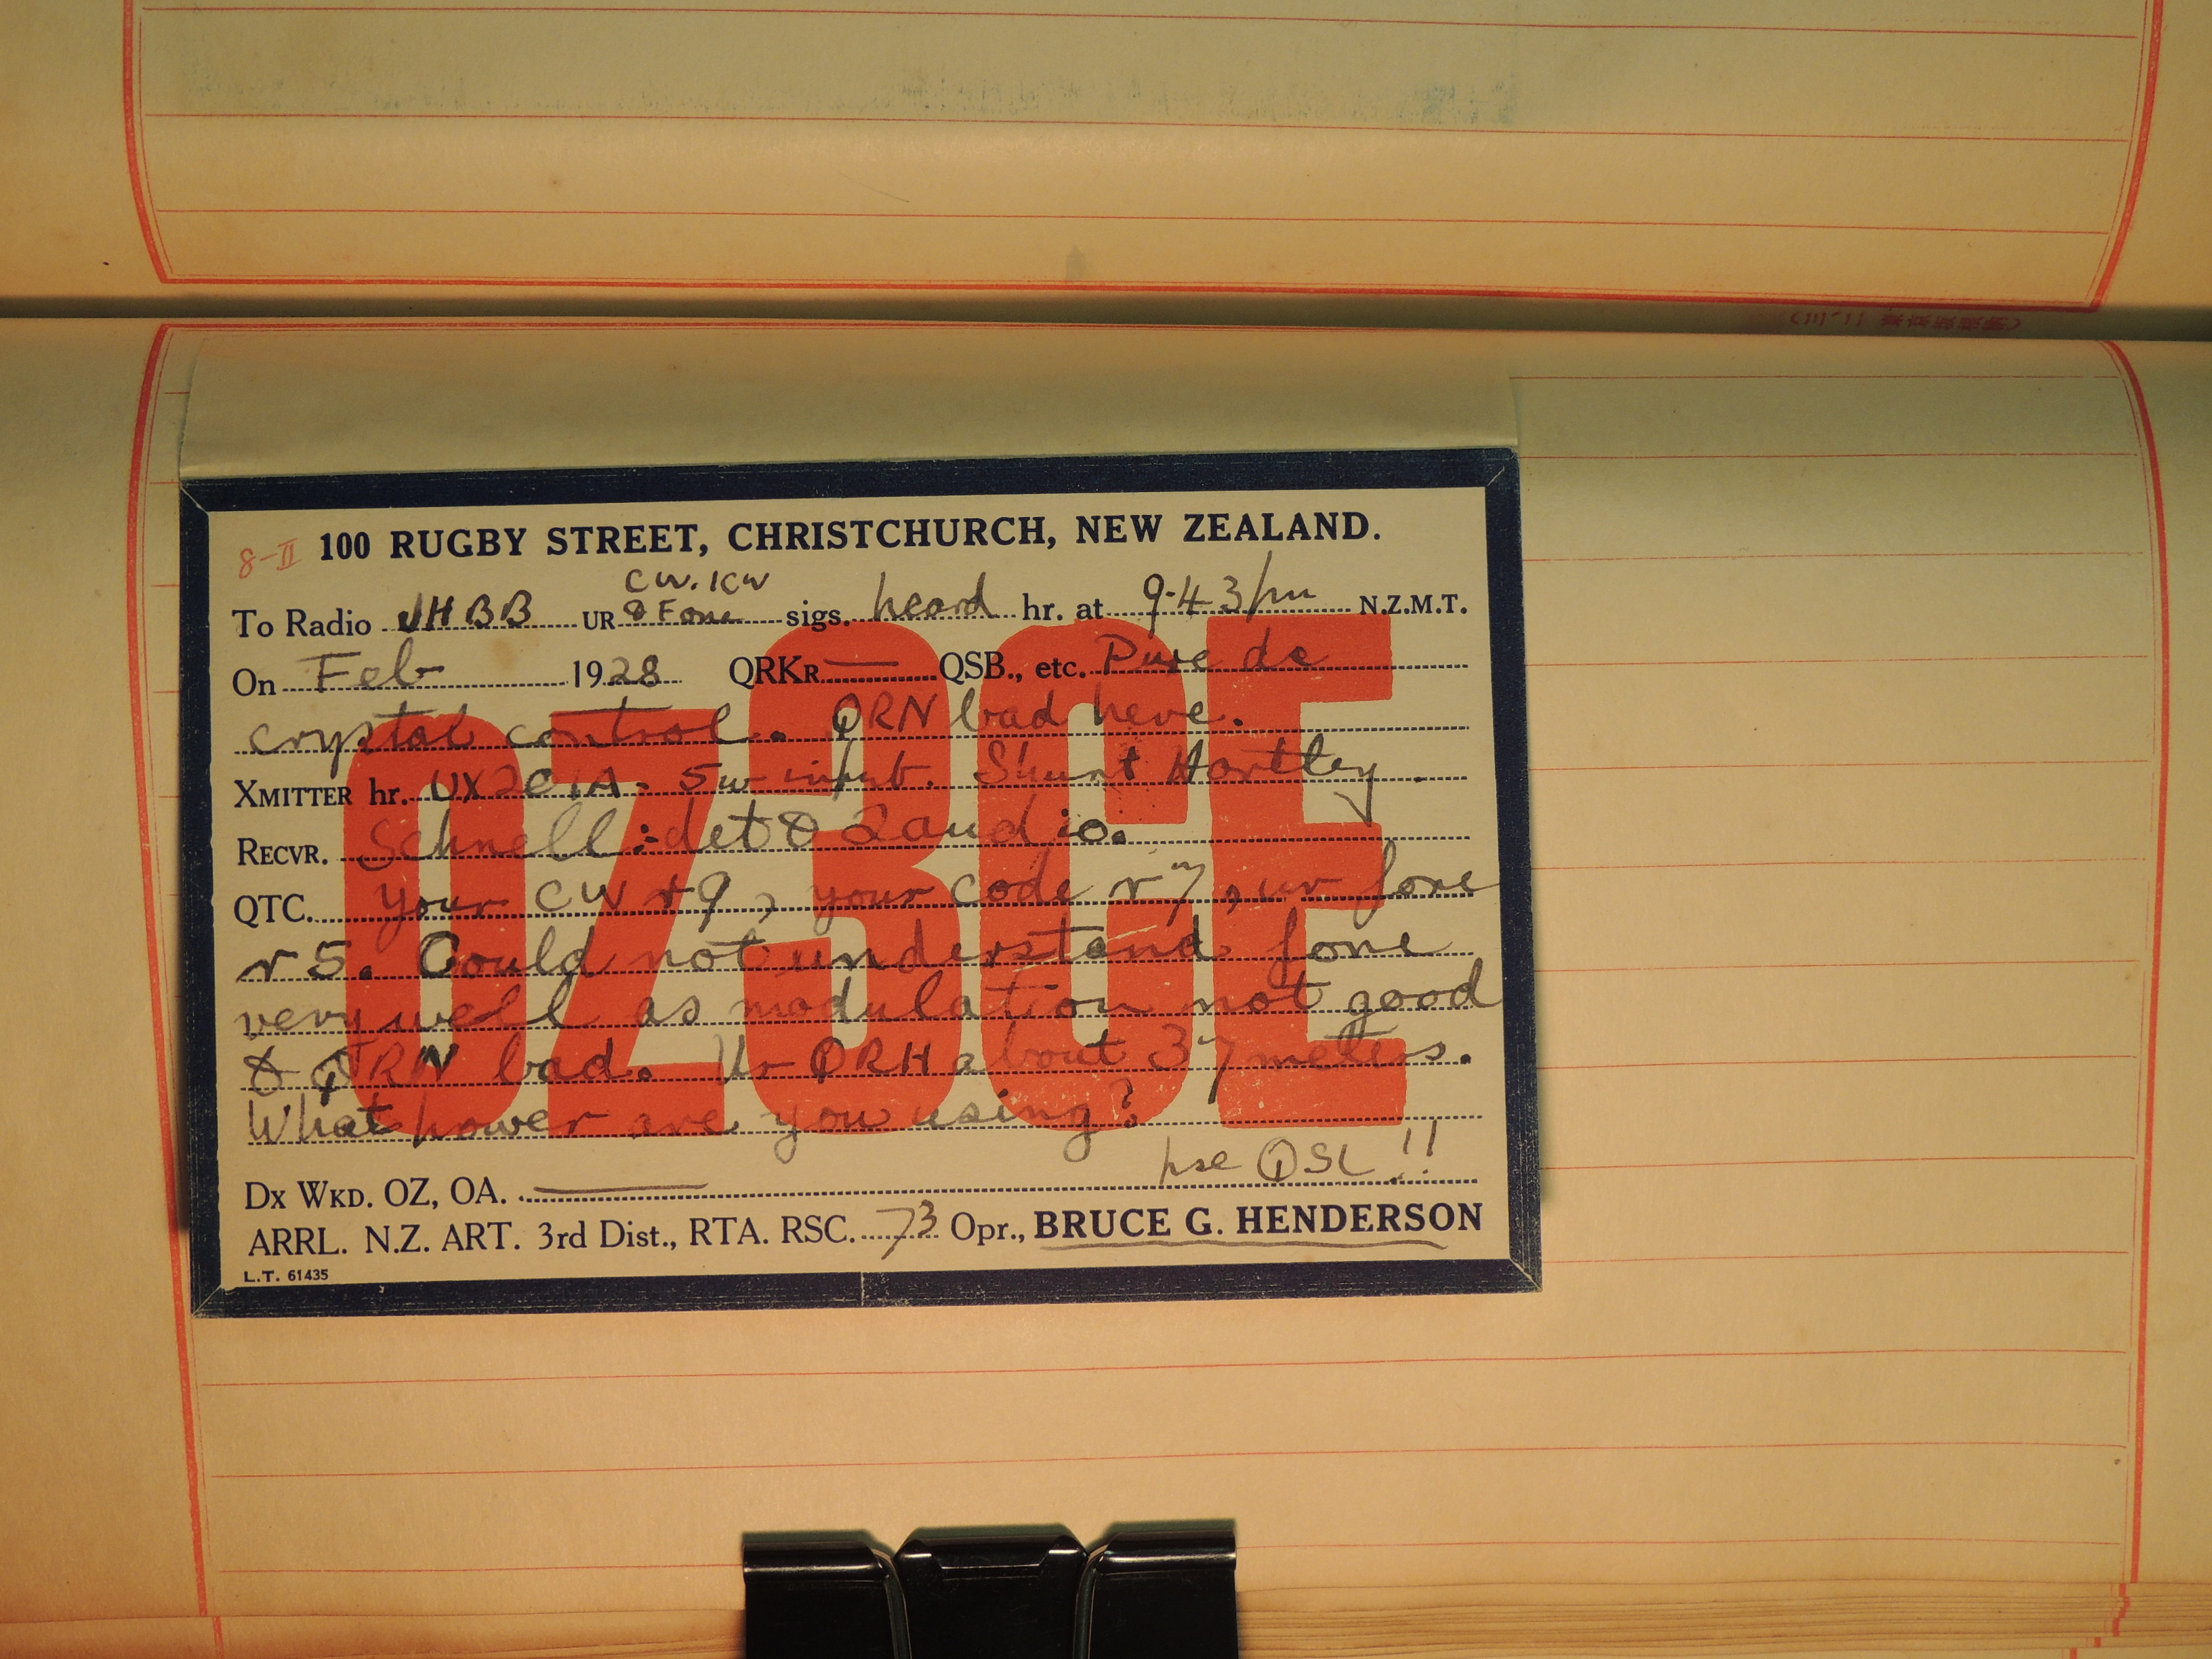 8-II 100 RUGBY STREET, CHRISTCHURCH, NEW ZEALAND.
CW. ICW
To Radio JHBB UR & Fone sigs. heard hr. at 9.43 pm N.Z.M.T.
On Feb 1928 QRKR — QSB., etc. Pure dc
crystal control. QRN bad here.
XMITTER hr. UX201A. 5w input. Shunt Hartley.
RECVR. Schnell: det & 2 audio.
QTC. your CW r9, your code r7, ur fone
r5. Could not understand fone
very well as modulation not good
& QRN bad. Ur QRH about 37 meters.
What power are you using?
pse QSL!!
DX WKD. OZ, OA. —
ARRL. N.Z. ART. 3rd Dist., RTA. RSC. 73 Opr., BRUCE G. HENDERSON
L.T. 61435
OZ3CE